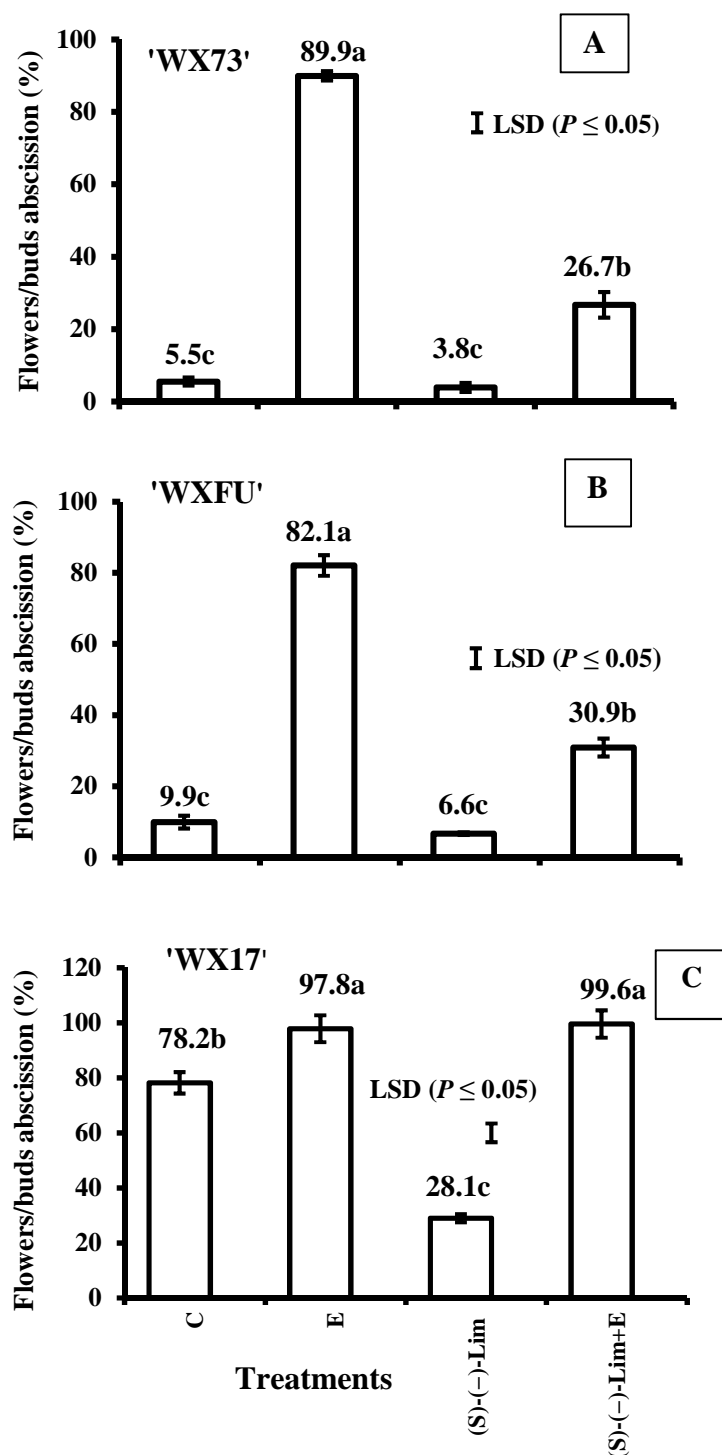 100
'WX73'
89.9a
A
80
LSD (P ≤ 0.05)
60
40
26.7b
20
5.5c
3.8c
0
Flowers/buds abscission (%)
'WXFU'
B
100
82.1a
80
60
LSD (P ≤ 0.05)
40
30.9b
20
9.9c
6.6c
0
Flowers/buds abscission (%)
'WX17'
C
120
97.8a
99.6a
100
78.2b
80
LSD (P ≤ 0.05)
60
40
28.1c
20
0
Flowers/buds abscission (%)
C
E
(S)-(−)-Lim
(S)-(−)-Lim+E
Treatments